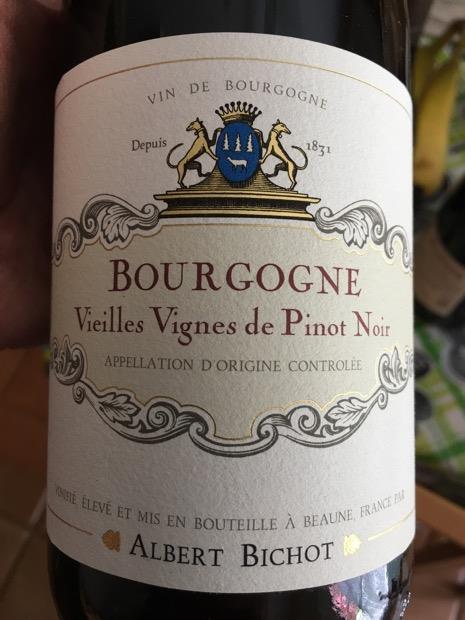 VIN DE BOURGOGNE
Depuis 1831
BOURGOGNE
Vieilles Vignes de Pinot Noir
APPELLATION D'ORIGINE CONTROLÉE
VINIFIÉ, ÉLEVÉ ET MIS EN BOUTEILLE À BEAUNE, FRANCE PAR
ALBERT BICHOT